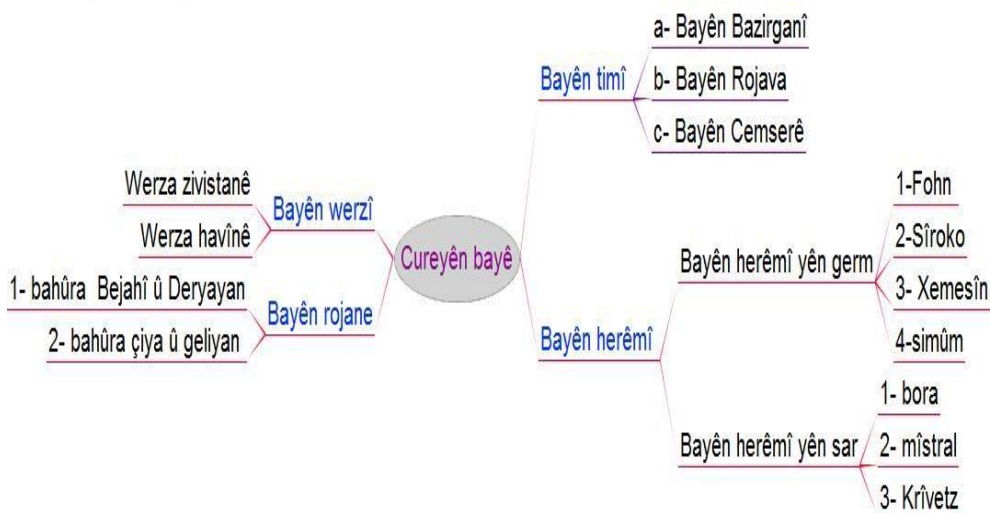 Cureyên bayê
Bayên timî
a- Bayên Bazirganî
b- Bayên Rojava
c- Bayên Cemserê
Bayên werzî
Werza zivistanê
Werza havînê
Bayên rojane
1- bahûra Bejahî û Deryayan
2- bahûra çiya û geliyan
Bayên herêmî
Bayên herêmî yên germ
1-Fohn
2-Sîroko
3- Xemesîn
4-simûm
Bayên herêmî yên sar
1- bora
2- mîstral
3- Krîvetz